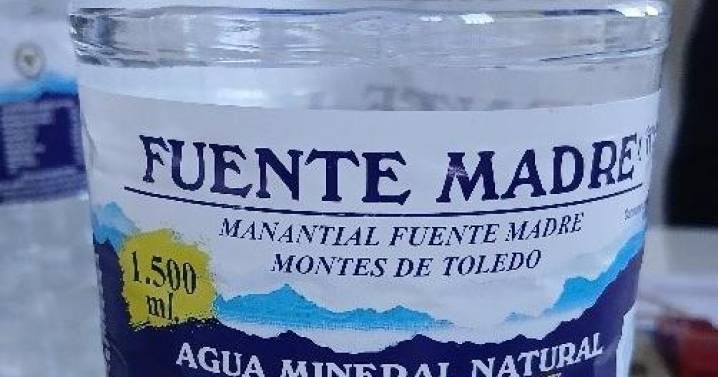 FUENTE MADRE
MANANTIAL FUENTE MADRE
MONTES DE TOLEDO
1.500
ml.
AGUA MINERAL NATURAL